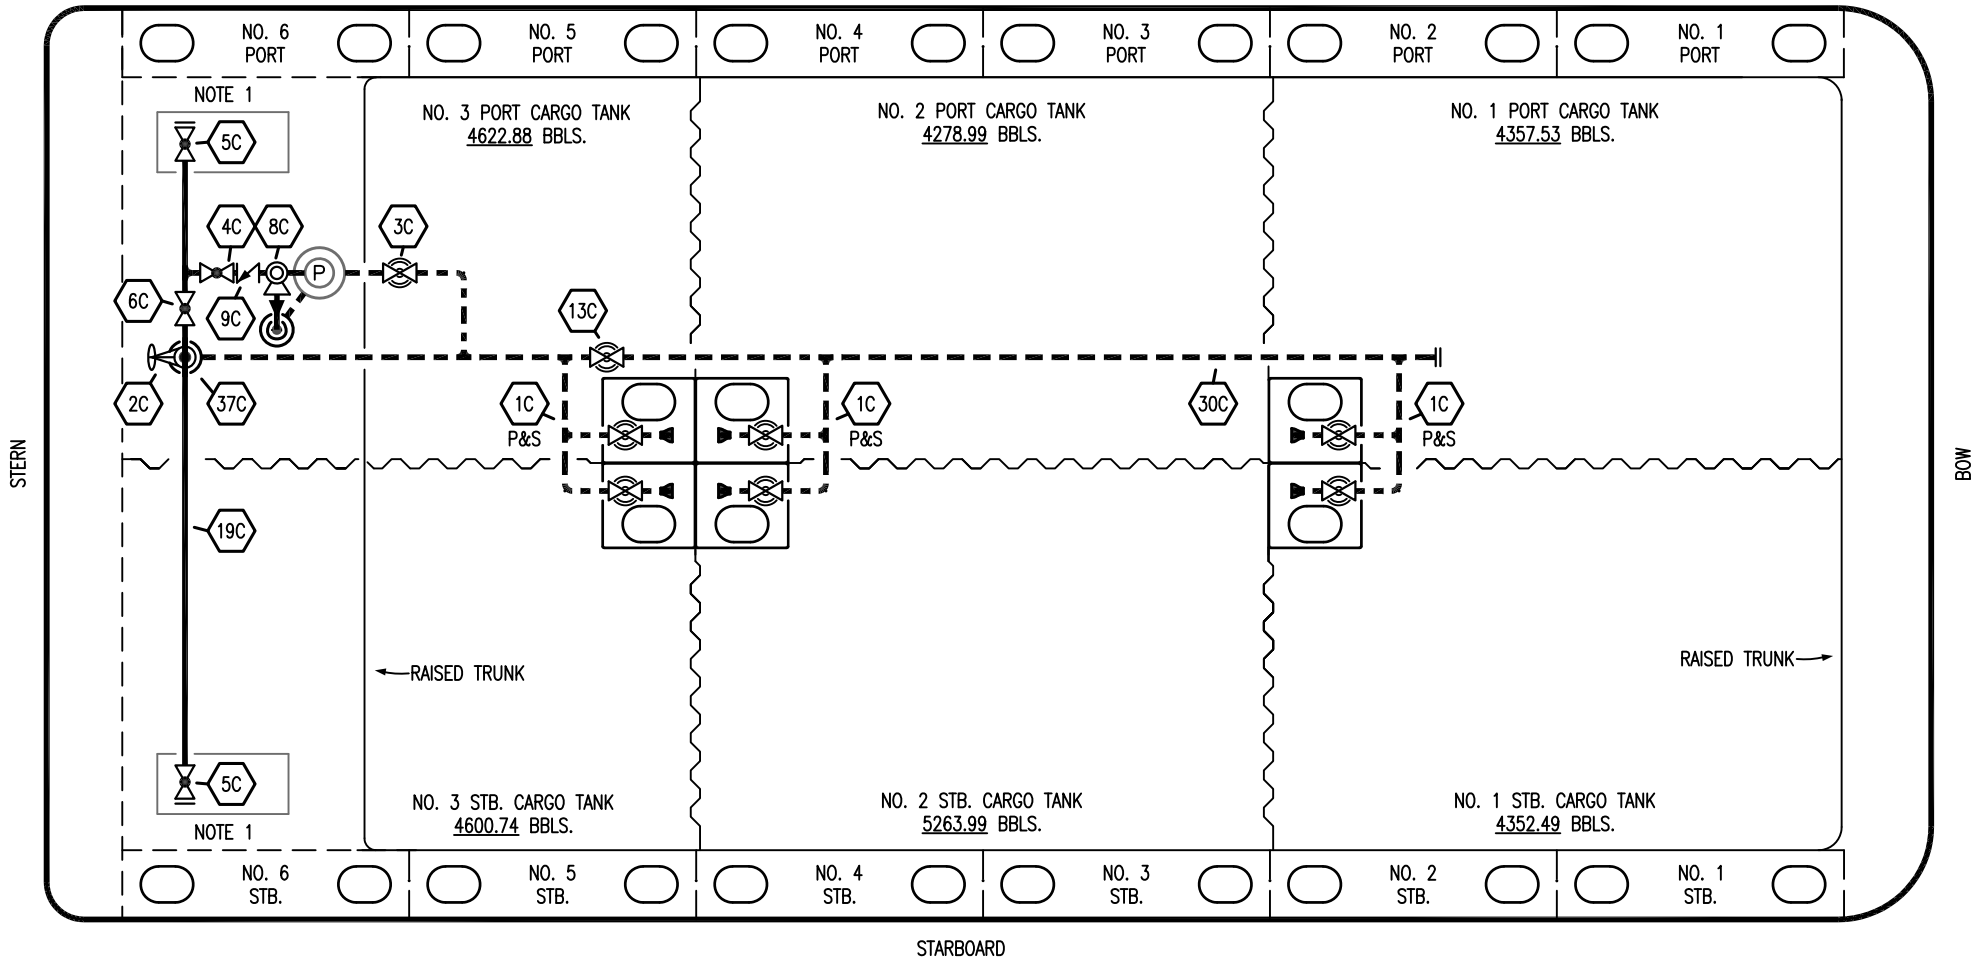 NO. 6
PORT
NO. 5
PORT
NO. 4
PORT
NO. 3
PORT
NO. 2
PORT
NO. 1
PORT
NOTE 1
NO. 3 PORT CARGO TANK
4622.88 BBLS.
NO. 2 PORT CARGO TANK
4278.99 BBLS.
NO. 1 PORT CARGO TANK
4357.53 BBLS.
5C
4C
8C
3C
P
6C
9C
13C
2C
37C
1C
P&S
1C
P&S
30C
1C
P&S
STERN
BOW
19C
RAISED TRUNK
RAISED TRUNK
5C
NOTE 1
NO. 3 STB. CARGO TANK
4600.74 BBLS.
NO. 2 STB. CARGO TANK
5263.99 BBLS.
NO. 1 STB. CARGO TANK
4352.49 BBLS.
NO. 6
STB.
NO. 5
STB.
NO. 4
STB.
NO. 3
STB.
NO. 2
STB.
NO. 1
STB.
STARBOARD